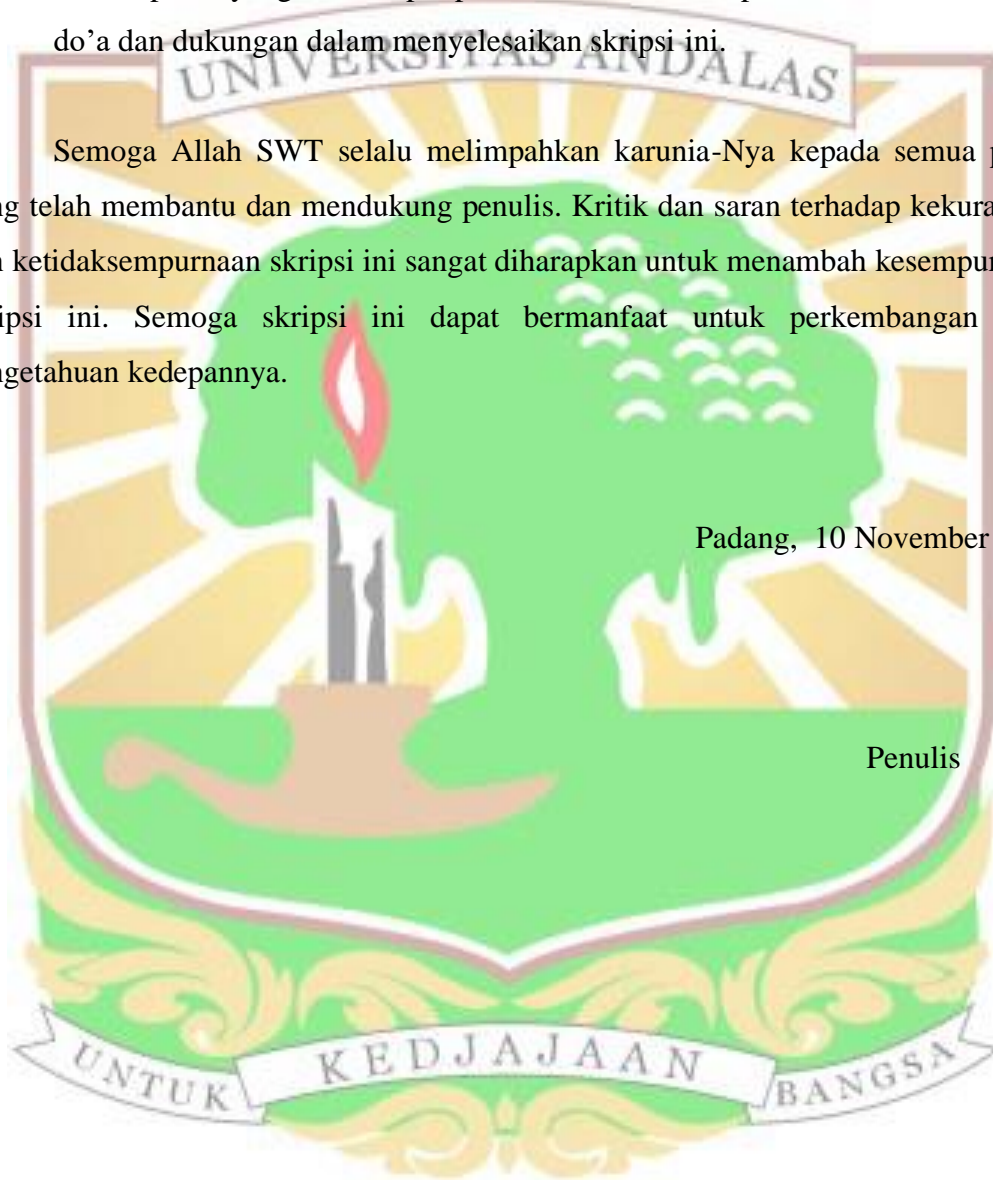 do’a dan dukungan dalam menyelesaikan skripsi ini.
UNIVERSITAS ANDALAS
Semoga Allah SWT selalu melimpahkan karunia-Nya kepada semua
telah membantu dan mendukung penulis. Kritik dan saran terhadap
ketidaksempurnaan skripsi ini sangat diharapkan untuk menambah
ini. Semoga skripsi ini dapat bermanfaat untuk perkembangan
kedepannya.
Padang, 10 November
Penulis
UNTUK KEDJAJAAN BANGSA